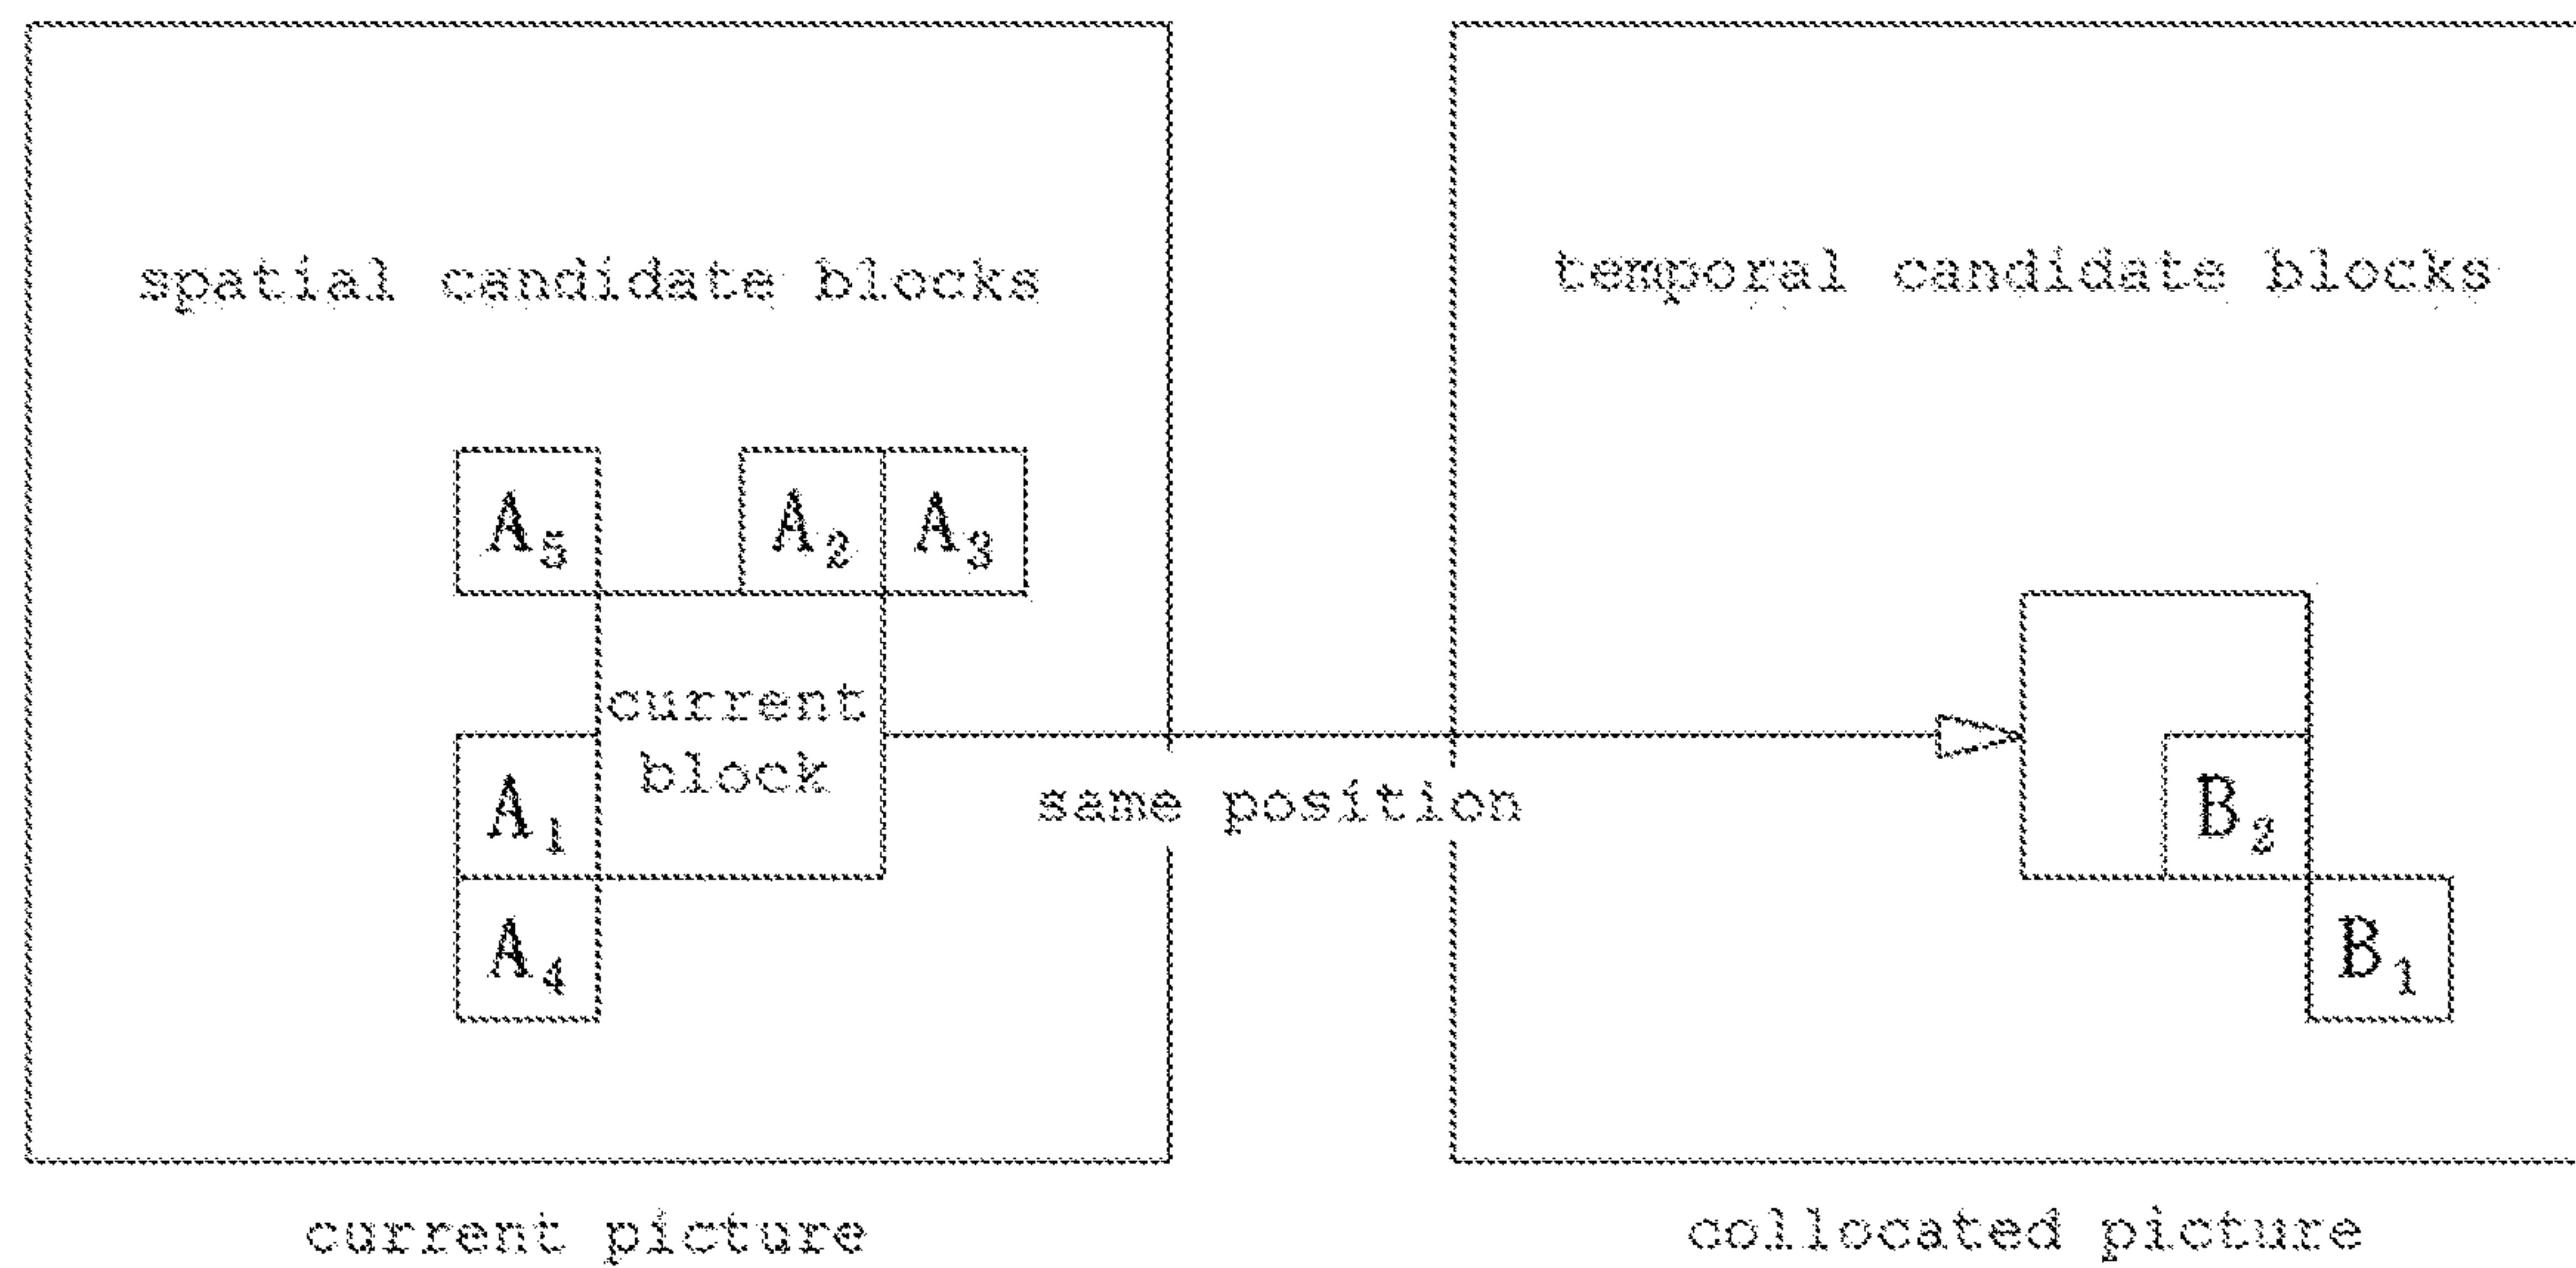 spatial candidate blocks
temporal candidate blocks
A5
A2
A3
current
block
A1
same position
B2
A4
B1
current picture
collocated picture